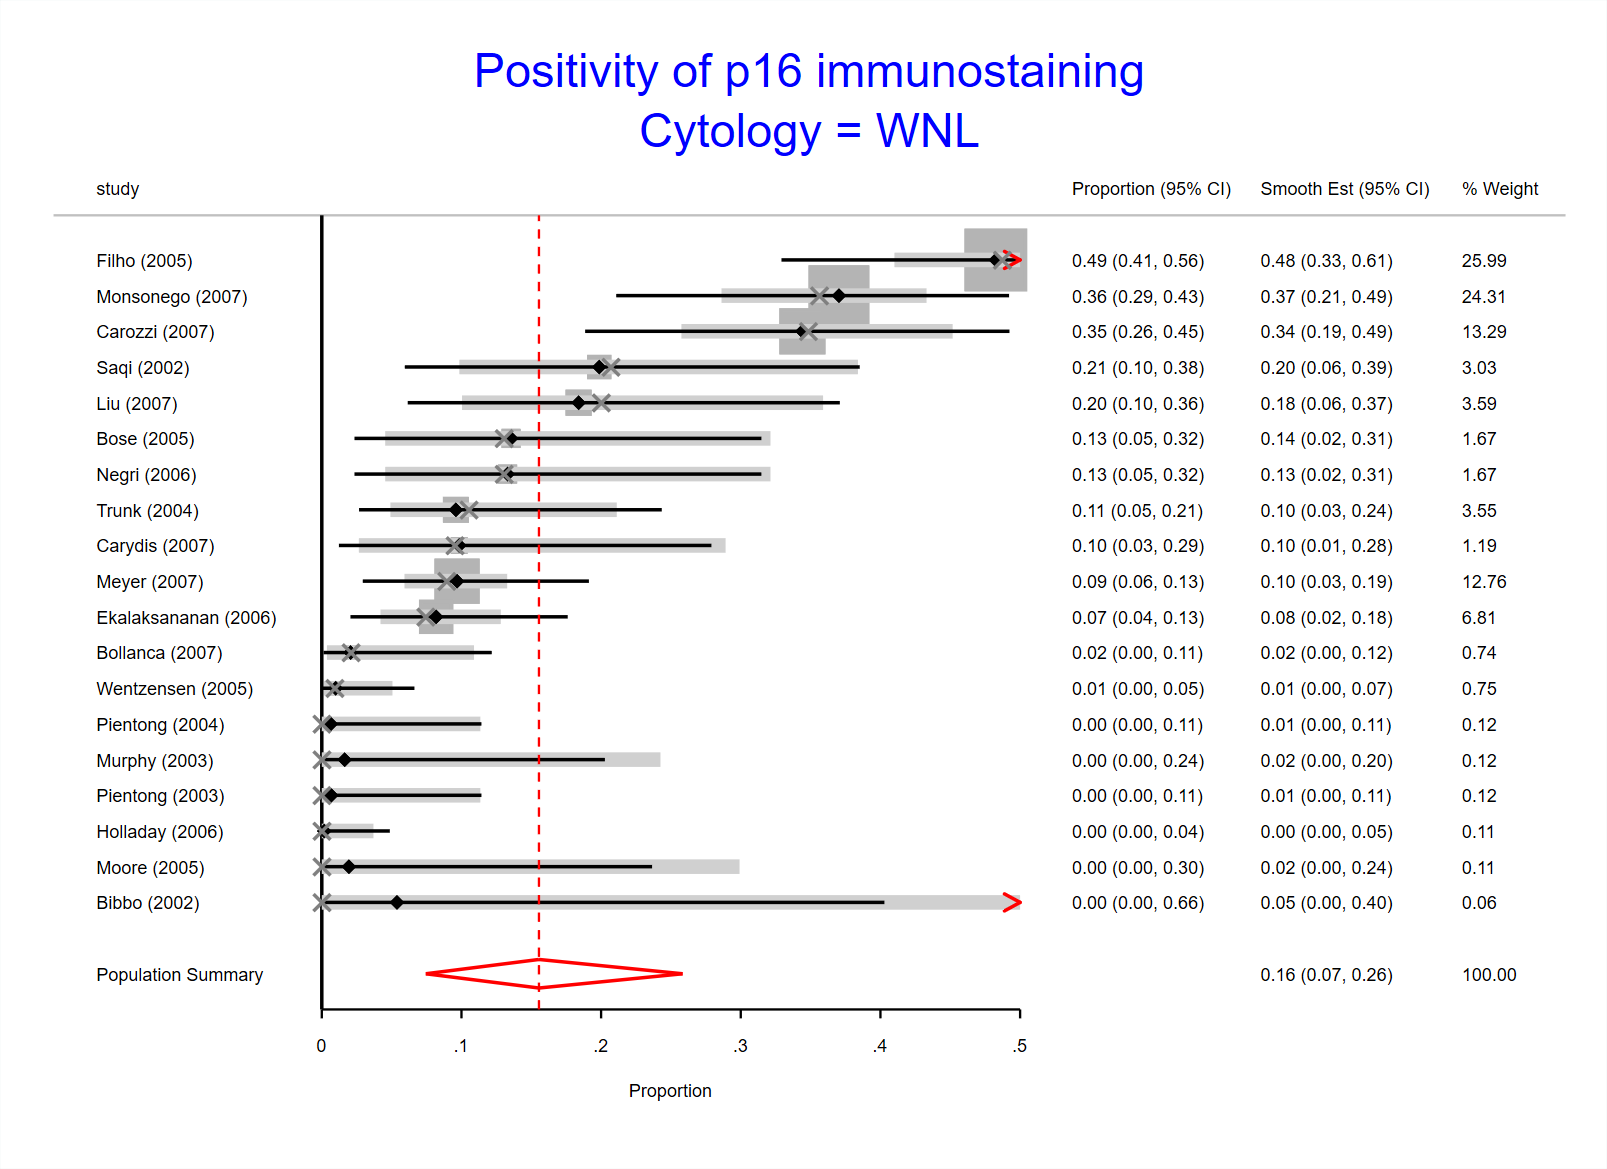 Positivity of p16 immunostaining
Cytology = WNL
study Proportion (95% CI) Smooth Est (95% CI) % Weight
Filho (2005) 0.49 (0.41, 0.56) 0.48 (0.33, 0.61) 25.99
Monsonego (2007) 0.36 (0.29, 0.43) 0.37 (0.21, 0.49) 24.31
Carozzi (2007) 0.35 (0.26, 0.45) 0.34 (0.19, 0.49) 13.29
Saqi (2002) 0.21 (0.10, 0.38) 0.20 (0.06, 0.39) 3.03
Liu (2007) 0.20 (0.10, 0.36) 0.18 (0.06, 0.37) 3.59
Bose (2005) 0.13 (0.05, 0.32) 0.14 (0.02, 0.31) 1.67
Negri (2006) 0.13 (0.05, 0.32) 0.13 (0.02, 0.31) 1.67
Trunk (2004) 0.11 (0.05, 0.21) 0.10 (0.03, 0.24) 3.55
Carydis (2007) 0.10 (0.03, 0.29) 0.10 (0.01, 0.28) 1.19
Meyer (2007) 0.09 (0.06, 0.13) 0.10 (0.03, 0.19) 12.76
Ekalaksananan (2006) 0.07 (0.04, 0.13) 0.08 (0.02, 0.18) 6.81
Bollanca (2007) 0.02 (0.00, 0.11) 0.02 (0.00, 0.12) 0.74
Wentzensen (2005) 0.01 (0.00, 0.05) 0.01 (0.00, 0.07) 0.75
Pientong (2004) 0.00 (0.00, 0.11) 0.01 (0.00, 0.11) 0.12
Murphy (2003) 0.00 (0.00, 0.24) 0.02 (0.00, 0.20) 0.12
Pientong (2003) 0.00 (0.00, 0.11) 0.01 (0.00, 0.11) 0.12
Holladay (2006) 0.00 (0.00, 0.04) 0.00 (0.00, 0.05) 0.11
Moore (2005) 0.00 (0.00, 0.30) 0.02 (0.00, 0.24) 0.11
Bibbo (2002) 0.00 (0.00, 0.66) 0.05 (0.00, 0.40) 0.06
Population Summary 0.16 (0.07, 0.26) 100.00
0 .1 .2 .3 .4 .5
Proportion